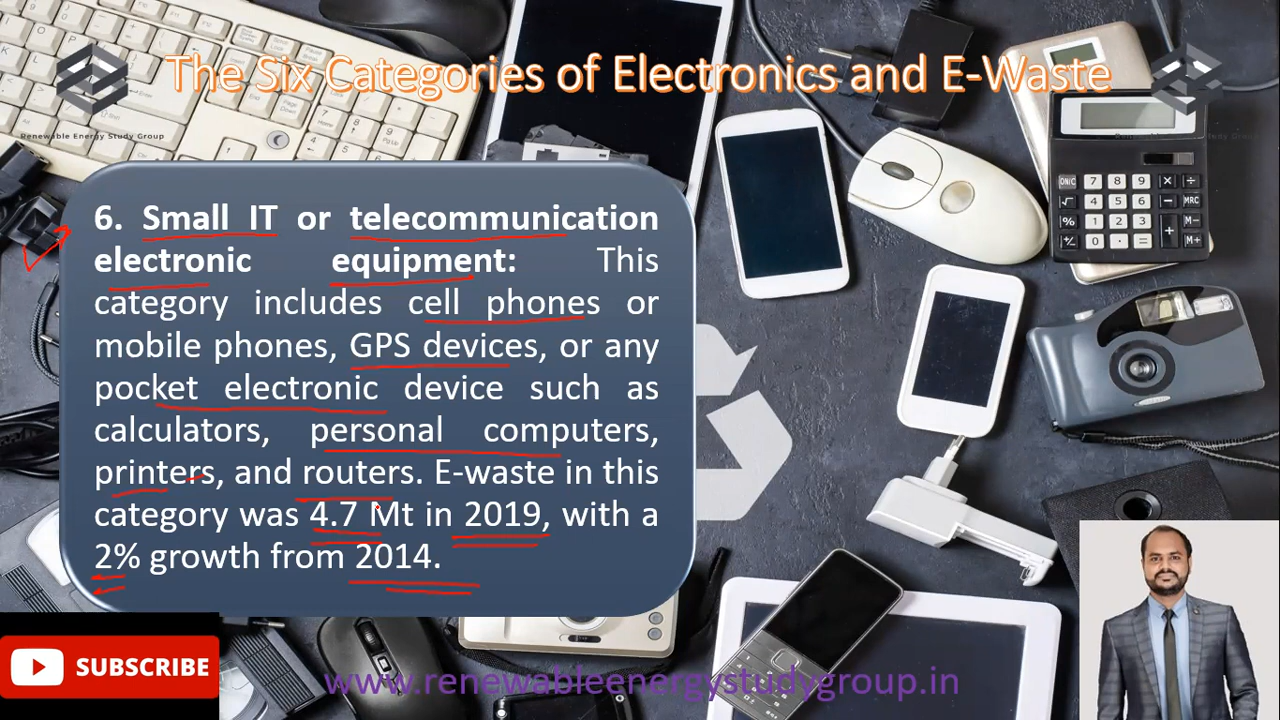 The Six Categories of Electronics and E-Waste
Renewable Energy Study Group
6. Small IT or telecommunication
electronic equipment: This
category includes cell phones or
mobile phones, GPS devices, or any
pocket electronic device such as
calculators, personal computers,
printers, and routers. E-waste in this
category was 4.7 Mt in 2019, with a
2% growth from 2014.
SUBSCRIBE
www.renewableenergystudygroup.in